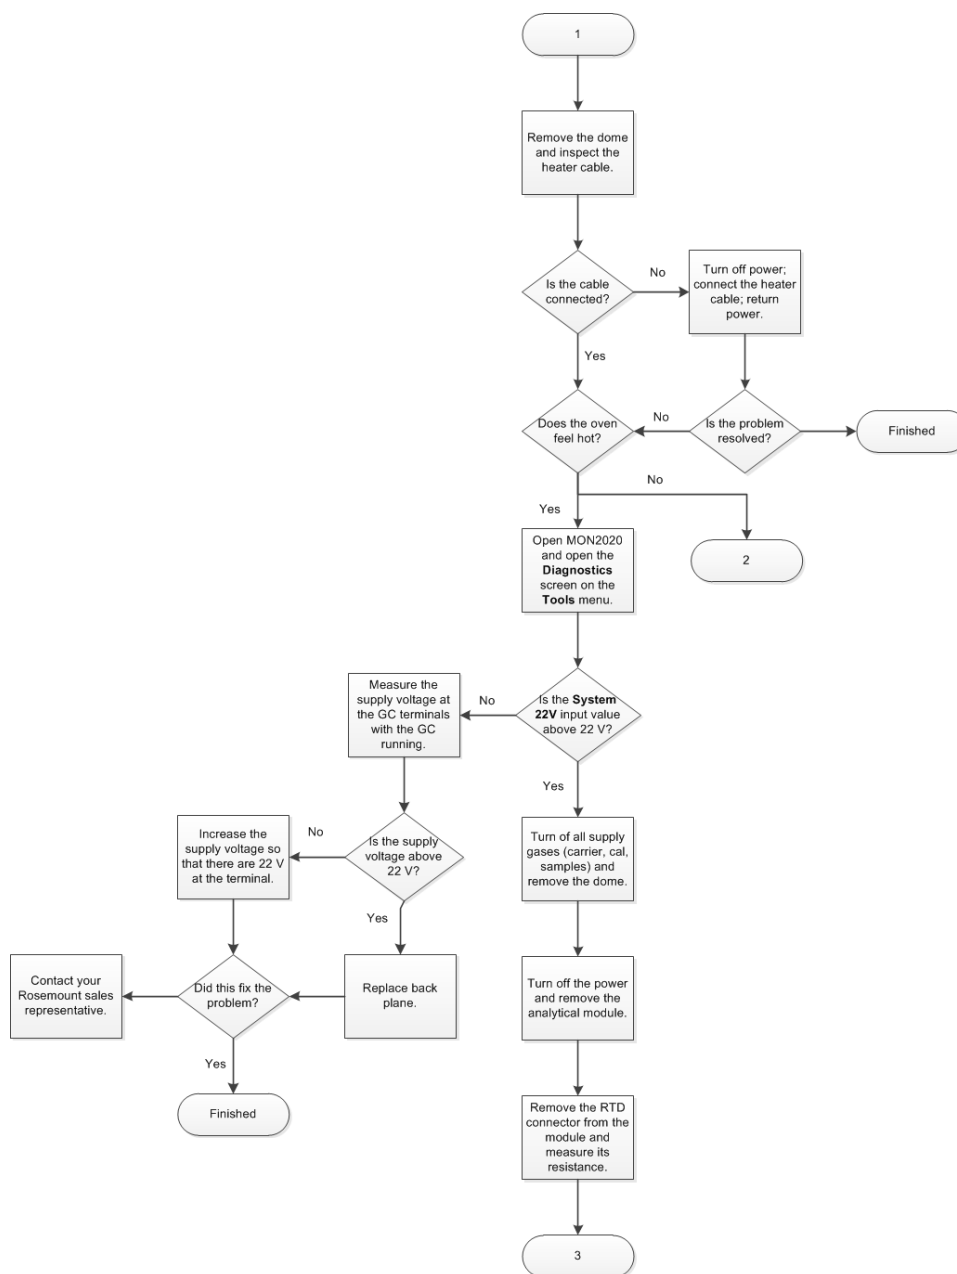 1
Remove the dome
and inspect the
heater cable.
Is the cable
connected?
No
Turn off power;
connect the heater
cable; return
power.
Yes
Does the oven
feel hot?
No
Is the problem
resolved?
Finished
No
Yes
Open MON2020
and open the
Diagnostics
screen on the
Tools menu.
2
Is the System
22V input value
above 22 V?
No
Measure the
supply voltage at
the GC terminals
with the GC
running.
Yes
Is the supply
voltage above
22 V?
No
Increase the
supply voltage so
that there are 22 V
at the terminal.
Turn of all supply
gases (carrier, cal,
samples) and
remove the dome.
Yes
Contact your
Rosemount sales
representative.
Did this fix the
problem?
Replace back
plane.
Turn off the power
and remove the
analytical module.
Yes
Finished
Remove the RTD
connector from the
module and
measure its
resistance.
3